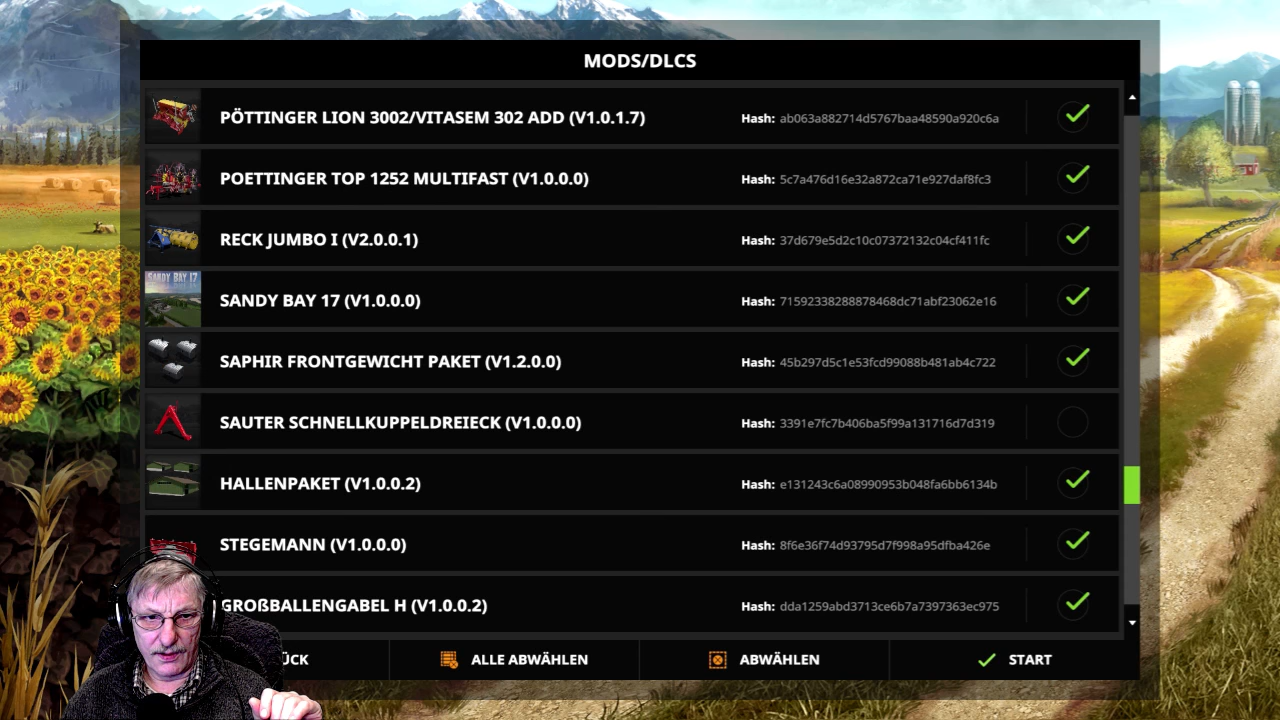 MODS/DLCS
PÖTTINGER LION 3002/VITASEM 302 ADD (V1.0.1.7) Hash: ab063a882714d5767baa48590a920c6a
POETTINGER TOP 1252 MULTIFAST (V1.0.0.0) Hash: 5c7a476d16e32a872ca71e927daf8fc3
RECK JUMBO I (V2.0.0.1) Hash: 37d679e5d2c10c07372132c04cf411fc
SANDY BAY 17
SANDY BAY 17 (V1.0.0.0) Hash: 71592338288878468dc71abf23062e16
SAPHIR FRONTGEWICHT PAKET (V1.2.0.0) Hash: 45b297d5c1e53fcd99088b481ab4c722
SAUTER SCHNELLKUPPELDREIECK (V1.0.0.0) Hash: 3391e7fc7b406ba5f99a131716d7d319
HALLENPAKET (V1.0.0.2) Hash: e131243c6a08990953b048fa6bb6134b
STEGEMANN (V1.0.0.0) Hash: 8f6e36f74d93795d7f998a95dfba426e
GROßBALLENGABEL H (V1.0.0.2) Hash: dda1259abd3713ce6b7a7397363ec975
ÜCK ALLE ABWÄHLEN ABWÄHLEN START